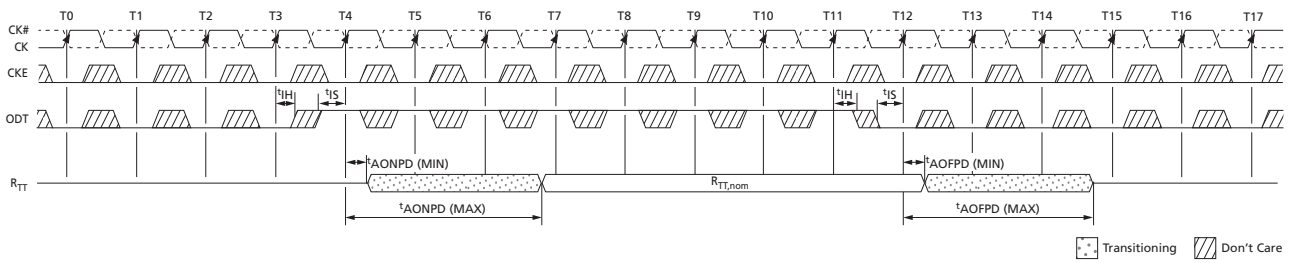 T0 T1 T2 T3 T4 T5 T6 T7 T8 T9 T10 T11 T12 T13 T14 T15 T16 T17
CK#
CK
CKE
tIH tIS tIH tIS
ODT
tAONPD (MIN) tAOFPD (MIN)
RTT RTT,nom
tAONPD (MAX) tAOFPD (MAX)
Transitioning Don't Care